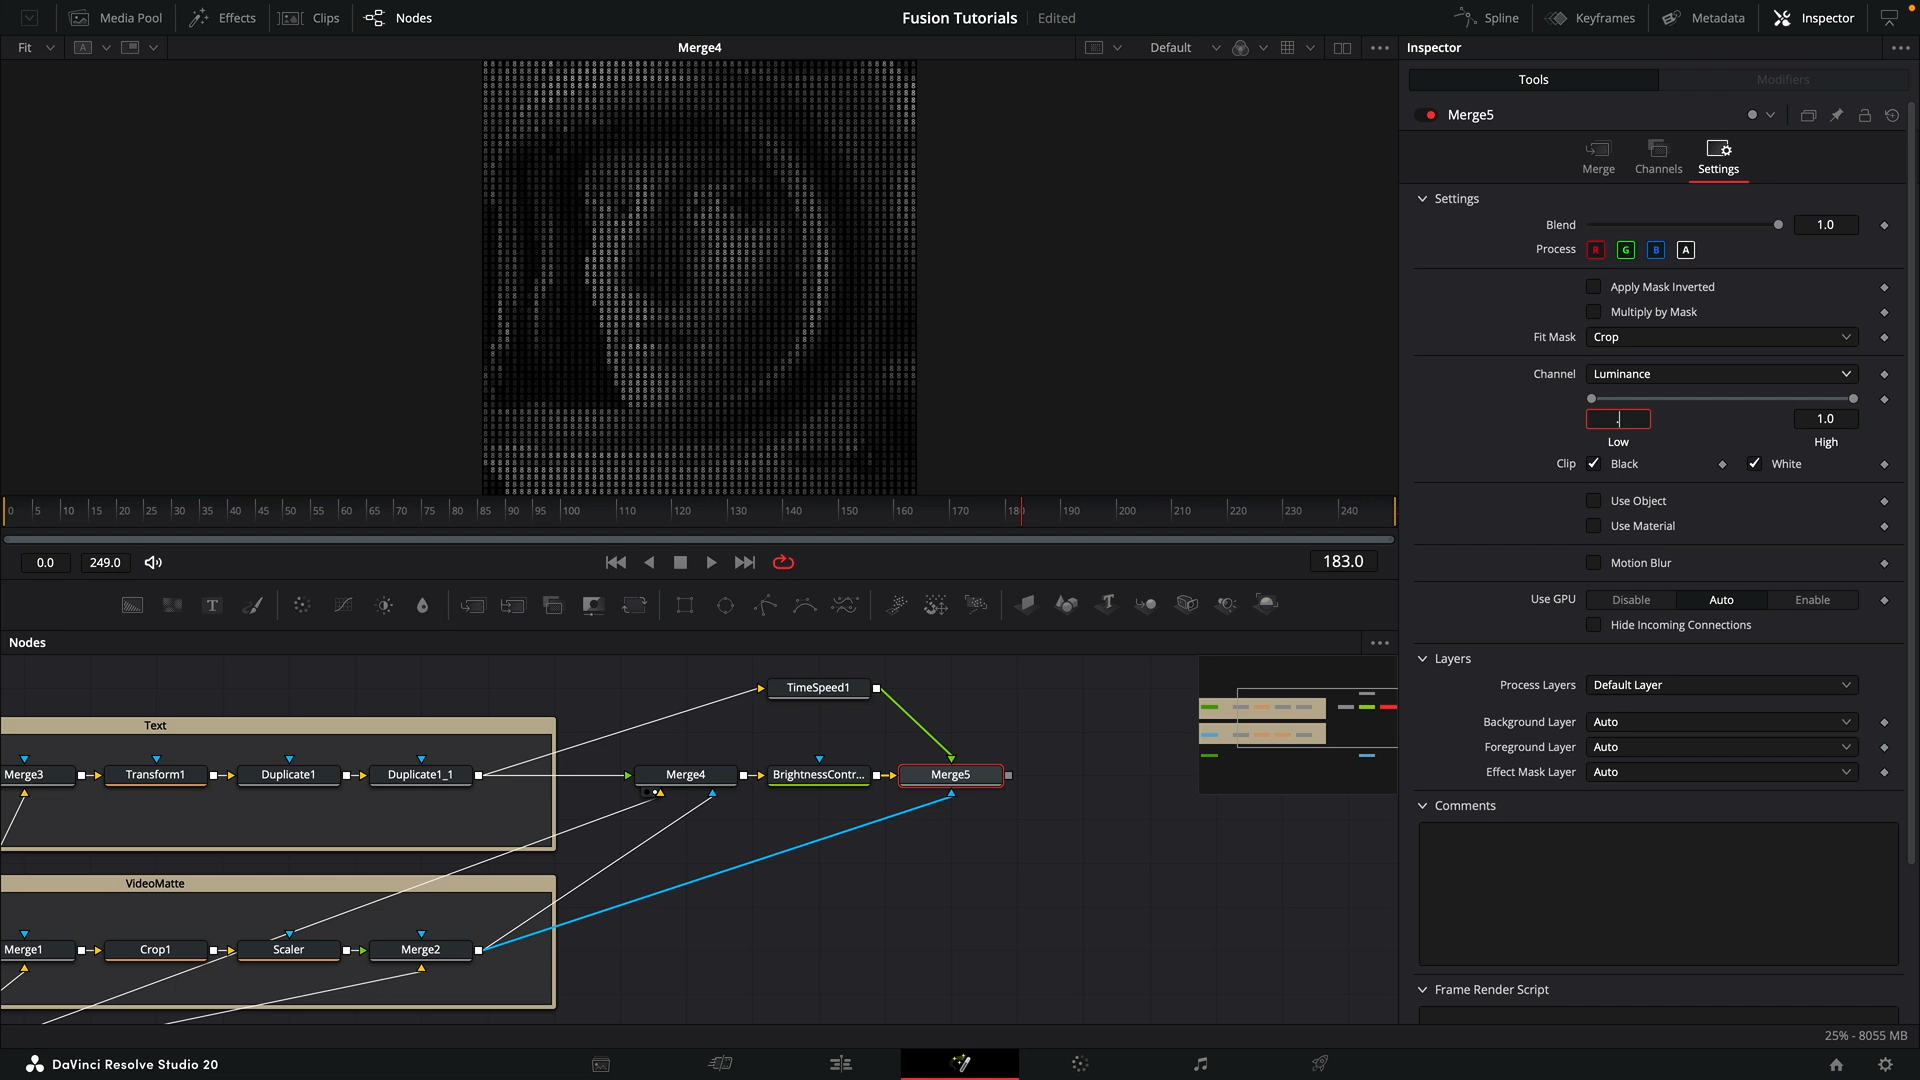 Media Pool
Effects
Clips
Nodes
Fusion Tutorials
Edited
Spline
Keyframes
Metadata
Inspector
Fit
A
Merge4
Default
Inspector
Tools
Modifiers
Merge5
Merge
Channels
Settings
Settings
Blend
1.0
Process
R
G
B
A
Apply Mask Inverted
Multiply by Mask
Fit Mask
Crop
Channel
Luminance
.
1.0
Low
High
Clip
Black
White
Use Object
Use Material
Motion Blur
Use GPU
Disable
Auto
Enable
Hide Incoming Connections
Layers
Process Layers
Default Layer
Background Layer
Auto
Foreground Layer
Auto
Effect Mask Layer
Auto
Comments
Frame Render Script
0 5 10 15 20 25 30 35 40 45 50 55 60 65 70 75 80 85 90 95 100 110 120 130 140 150 160 170 180 190 200 210 220 230 240
0.0
249.0
183.0
T
Nodes
TimeSpeed1
Text
Merge3
Transform1
Duplicate1
Duplicate1_1
Merge4
BrightnessContr...
Merge5
VideoMatte
Merge1
Crop1
Scaler
Merge2
25% - 8055 MB
DaVinci Resolve Studio 20